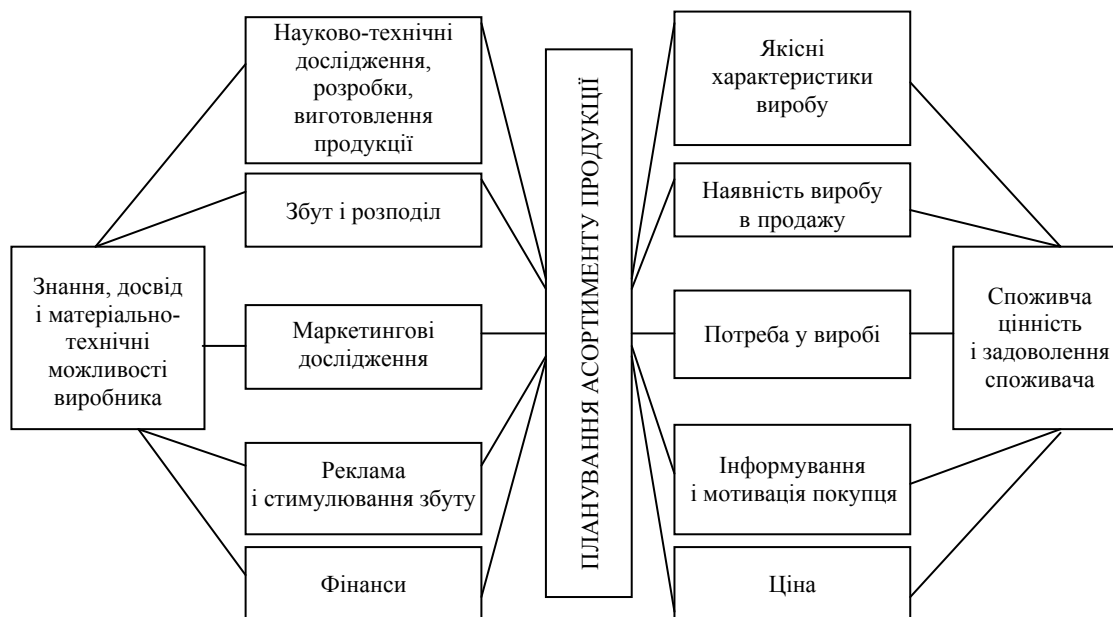 Знання, досвід
і матеріально-
технічні
можливості
виробника
Науково-технічні
дослідження,
розробки,
виготовлення
продукції
Збут і розподіл
Маркетингові
дослідження
Реклама
і стимулювання збуту
Фінанси
ПЛАНУВАННЯ АСОРТИМЕНТУ ПРОДУКЦІЇ
Якісні
характеристики
виробу
Наявність виробу
в продажу
Потреба у виробі
Інформування
і мотивація покупця
Ціна
Споживча
цінність
і задоволення
споживача